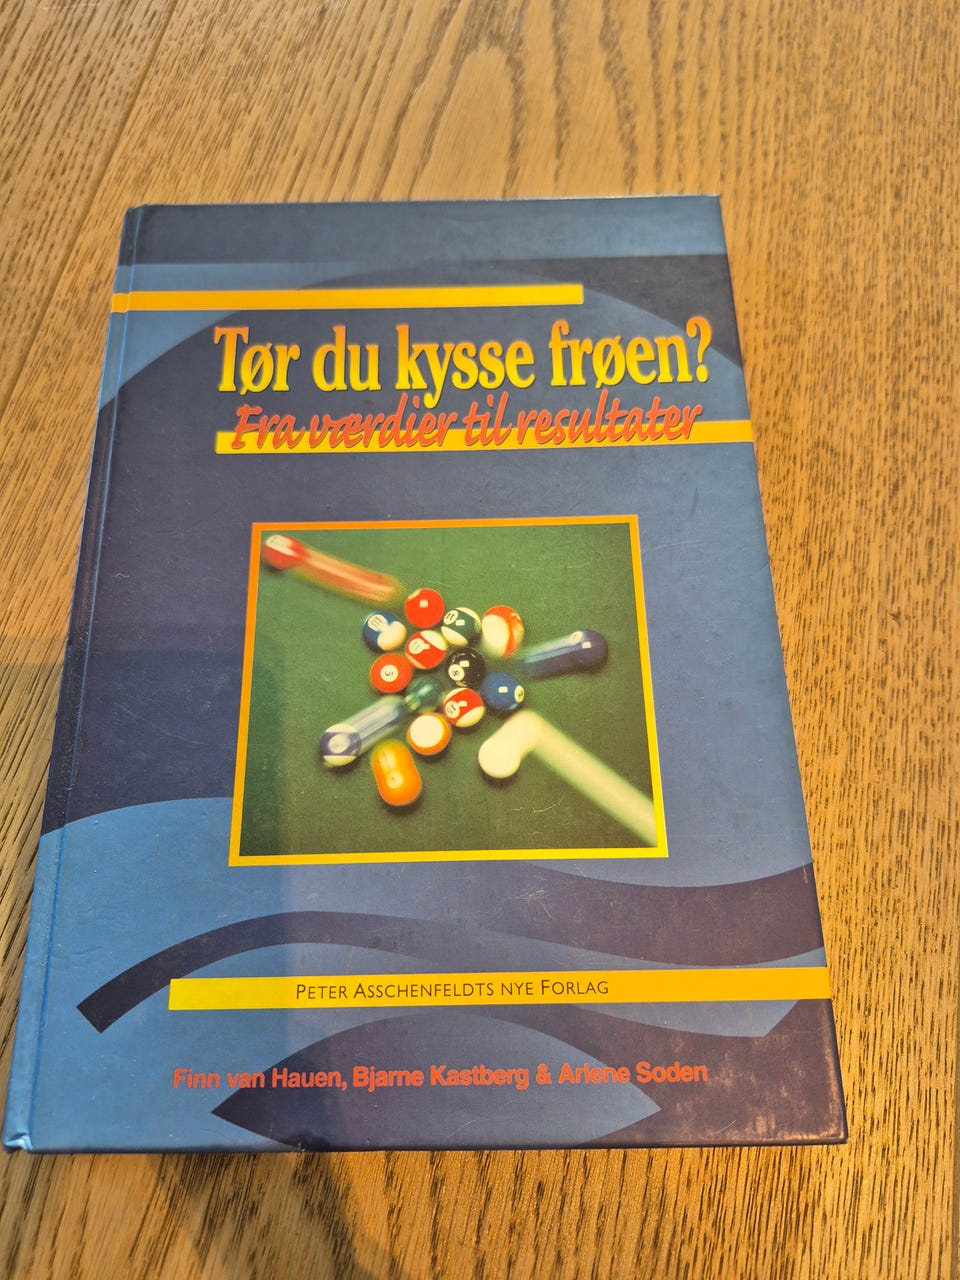 Tør du kysse frøen?
Fra værdier til resultater
PETER ASSCHENFELDTS NYE FORLAG
Finn van Hauen, Bjarne Kastberg & Arlene Soden